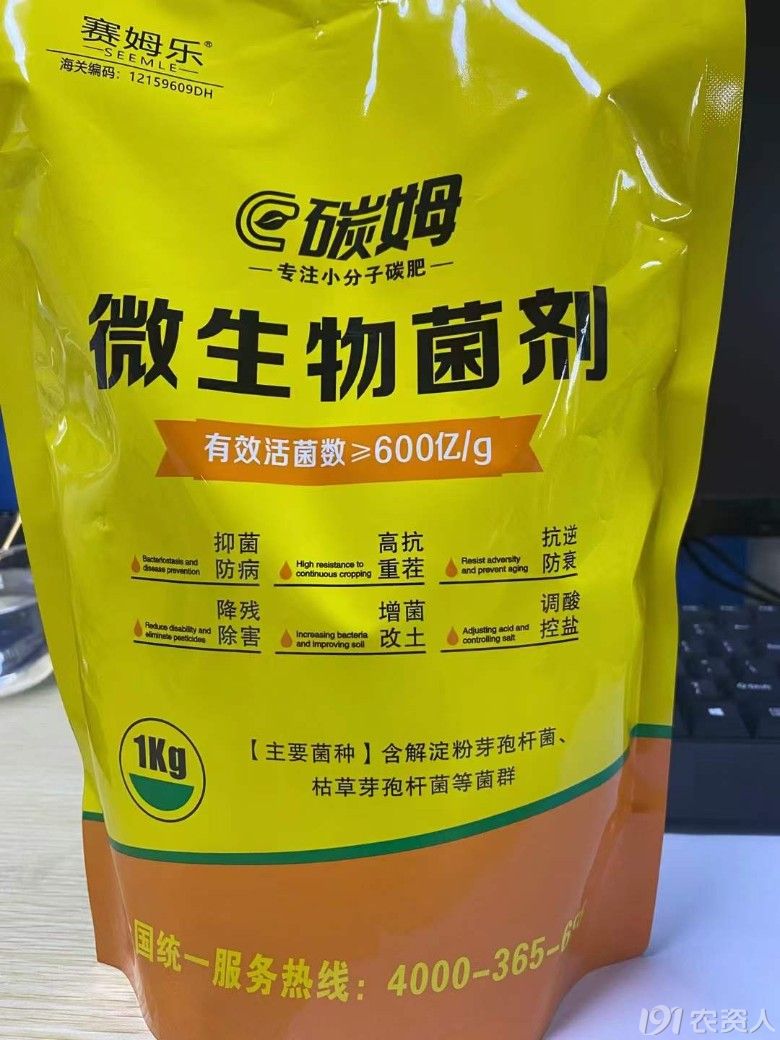 赛姆乐®
SEEMLE
海关编码：12159609DH
碳姆
专注小分子碳肥
微生物菌剂
有效活菌数≥600亿/g
Bacteriostasis and
disease prevention
抑菌
防病
High resistance to
continuous cropping
高抗
重茬
Resist adversity
and prevent aging
抗逆
防衰
Reduce disability and
eliminate pesticides
降残
除害
Increasing bacteria
and improving soil
增菌
改土
Adjusting acid and
controlling salt
调酸
控盐
1Kg
【主要菌种】含解淀粉芽孢杆菌、
枯草芽孢杆菌等菌群
国统一服务热线：4000-365-6
191农资人